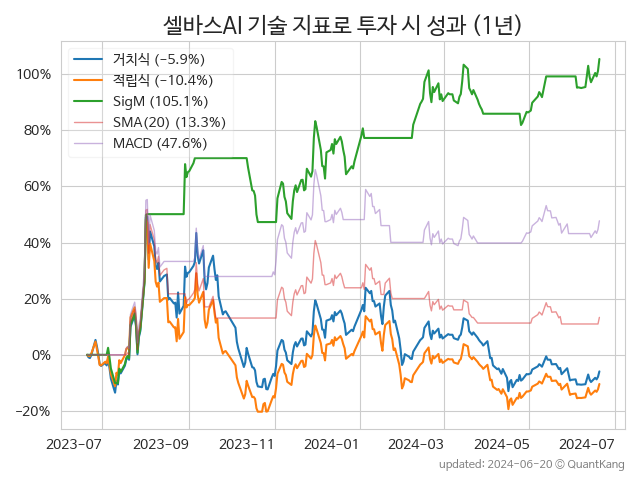 셀바스AI 기술 지표로 투자 시 성과 (1년)
거치식 (−5.9%)
적립식 (−10.4%)
SigM (105.1%)
SMA(20) (13.3%)
MACD (47.6%)
100%
80%
60%
40%
20%
0%
−20%
2023-07 2023-09 2023-11 2024-01 2024-03 2024-05 2024-07
updated: 2024-06-20 © QuantKang